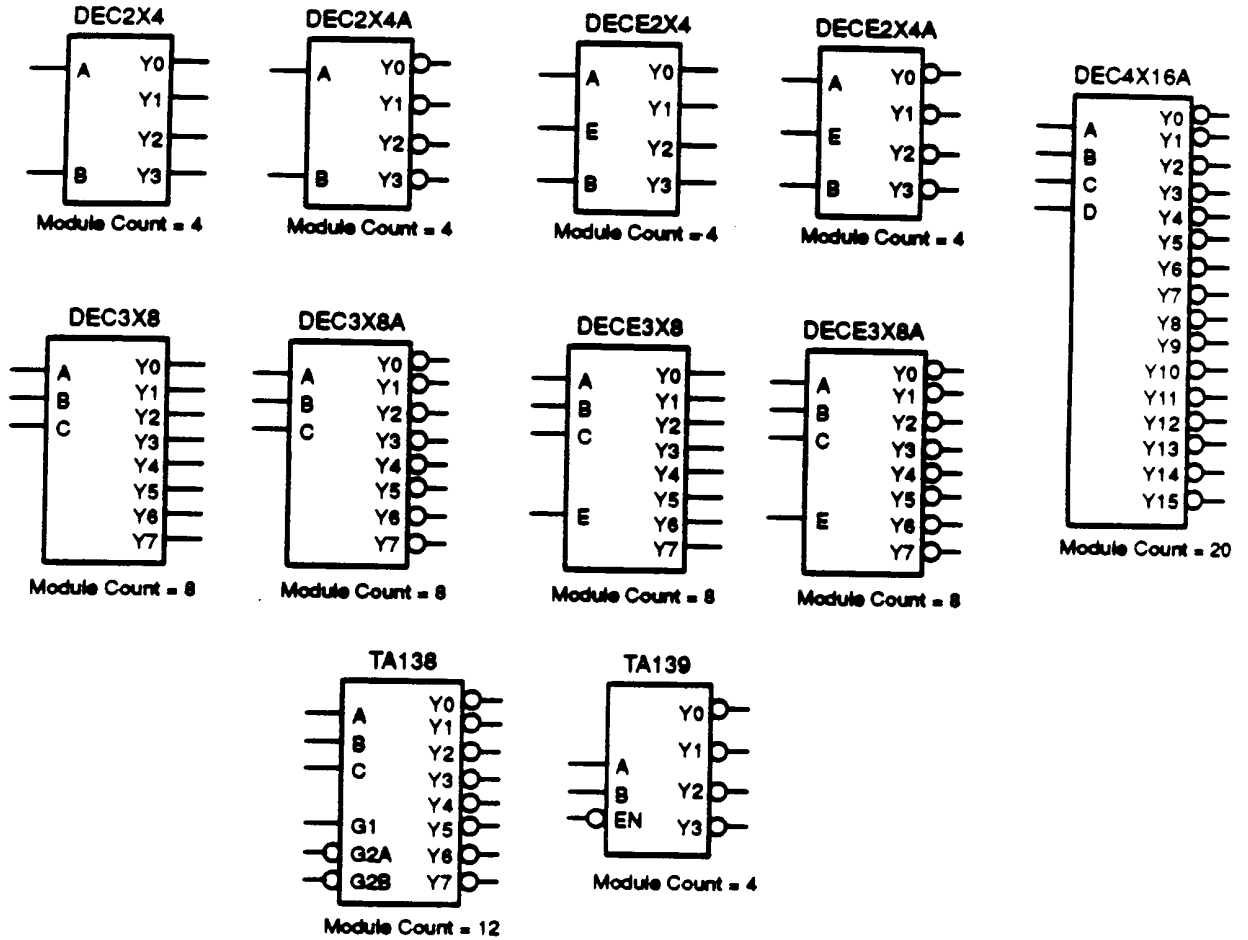 DEC2X4
A
B
Y0
Y1
Y2
Y3
Module Count = 4
DEC2X4A
A
B
Y0
Y1
Y2
Y3
Module Count = 4
DECE2X4
A
E
B
Y0
Y1
Y2
Y3
Module Count = 4
DECE2X4A
A
E
B
Y0
Y1
Y2
Y3
Module Count = 4
DEC4X16A
A
B
C
D
Y0
Y1
Y2
Y3
Y4
Y5
Y6
Y7
Y8
Y9
Y10
Y11
Y12
Y13
Y14
Y15
Module Count = 20
DEC3X8
A
B
C
Y0
Y1
Y2
Y3
Y4
Y5
Y6
Y7
Module Count = 8
DEC3X8A
A
B
C
Y0
Y1
Y2
Y3
Y4
Y5
Y6
Y7
Module Count = 8
DECE3X8
A
B
C
E
Y0
Y1
Y2
Y3
Y4
Y5
Y6
Y7
Module Count = 8
DECE3X8A
A
B
C
E
Y0
Y1
Y2
Y3
Y4
Y5
Y6
Y7
Module Count = 8
TA138
A
B
C
G1
G2A
G2B
Y0
Y1
Y2
Y3
Y4
Y5
Y6
Y7
Module Count = 12
TA139
A
B
EN
Y0
Y1
Y2
Y3
Module Count = 4